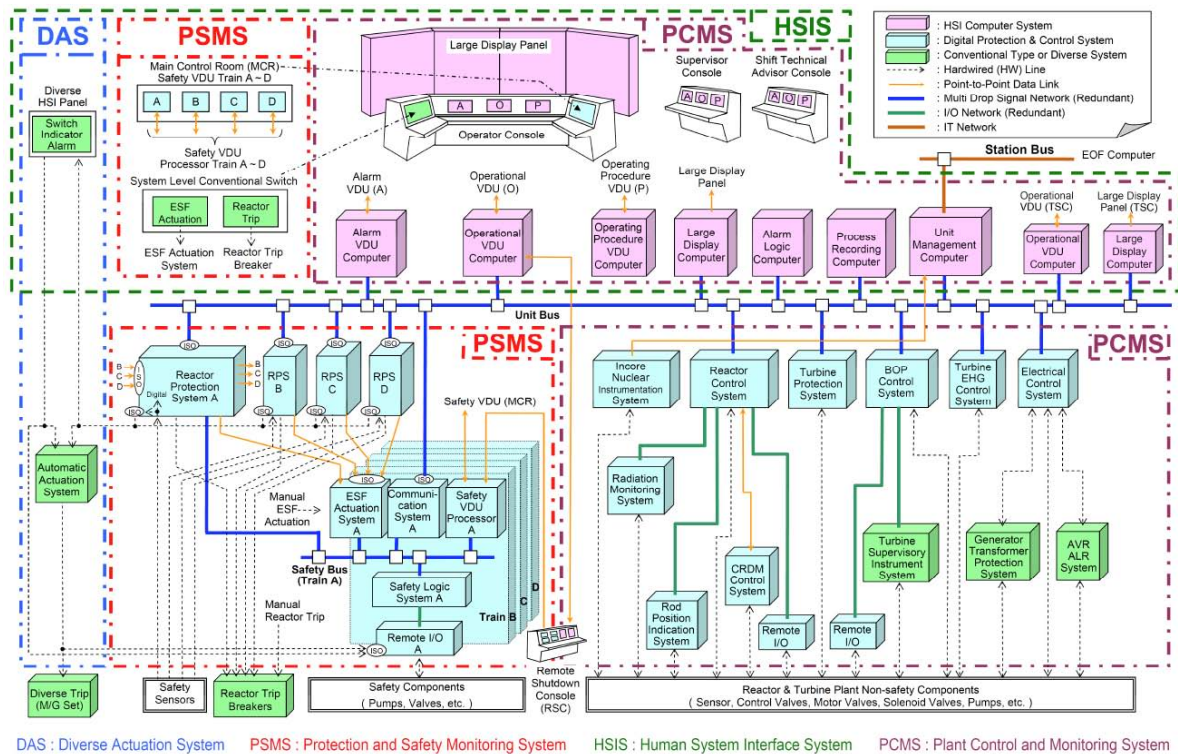 DAS
PSMS
PCMS
HSIS
Diverse
HSI Panel
Switch
Indicator
Alarm
Main Control Room (MCR)
Safety VDU Train A ~ D
A
B
C
D
Safety VDU
Processor Train A ~ D
System Level Conventional Switch
ESF
Actuation
Reactor
Trip
ESF Actuation
System
Reactor Trip
Breaker
Large Display Panel
A
O
P
Operator Console
Supervisor
Console
A O P
Shift Technical
Advisor Console
A O P
: HSI Computer System
: Digital Protection & Control System
: Conventional Type or Diverse System
: Hardwired (HW) Line
: Point-to-Point Data Link
: Multi Drop Signal Network (Redundant)
: I/O Network (Redundant)
: IT Network
Station Bus
EOF Computer
Alarm
VDU (A)
Operational
VDU (O)
Operating
Procedure
VDU (P)
Large Display
Panel
Operational
VDU (TSC)
Large Display
Panel (TSC)
Alarm
VDU
Computer
Operational
VDU
Computer
Operating
Procedure
VDU
Computer
Large
Display
Computer
Alarm
Logic
Computer
Process
Recording
Computer
Unit
Management
Computer
Operational
VDU
Computer
Large
Display
Computer
Unit Bus
PSMS
PCMS
ISO
ISO
ISO
ISO
B
C
D
ISO
Reactor
Protection
System A
Digital
B
C
D
RPS
B
RPS
C
RPS
D
ISO
ISO
ISO
ISO
Safety VDU (MCR)
Automatic
Actuation
System
Manual
ESF
Actuation
ISO
ISO
ESF
Actuation
System
A
Communi-
cation
System
A
Safety
VDU
Processor
A
Safety Bus
(Train A)
Safety Logic
System A
Manual
Reactor Trip
Train B
C
D
Remote I/O
A
ISO
Remote
Shutdown
Console
(RSC)
Incore
Nuclear
Instrumentation
System
Reactor
Control
System
Turbine
Protection
System
BOP
Control
System
Turbine
EHG
Control
System
Electrical
Control
System
Radiation
Monitoring
System
Rod
Position
Indication
System
CRDM
Control
System
Remote
I/O
Remote
I/O
Turbine
Supervisory
Instrument
System
Generator
Transformer
Protection
System
AVR
ALR
System
Diverse Trip
(M/G Set)
Safety
Sensors
Reactor Trip
Breakers
Safety Components
( Pumps, Valves, etc. )
Reactor & Turbine Plant Non-safety Components
( Sensor, Control Valves, Motor Valves, Solenoid Valves, Pumps, etc. )
DAS : Diverse Actuation System
PSMS : Protection and Safety Monitoring System
HSIS : Human System Interface System
PCMS : Plant Control and Monitoring System